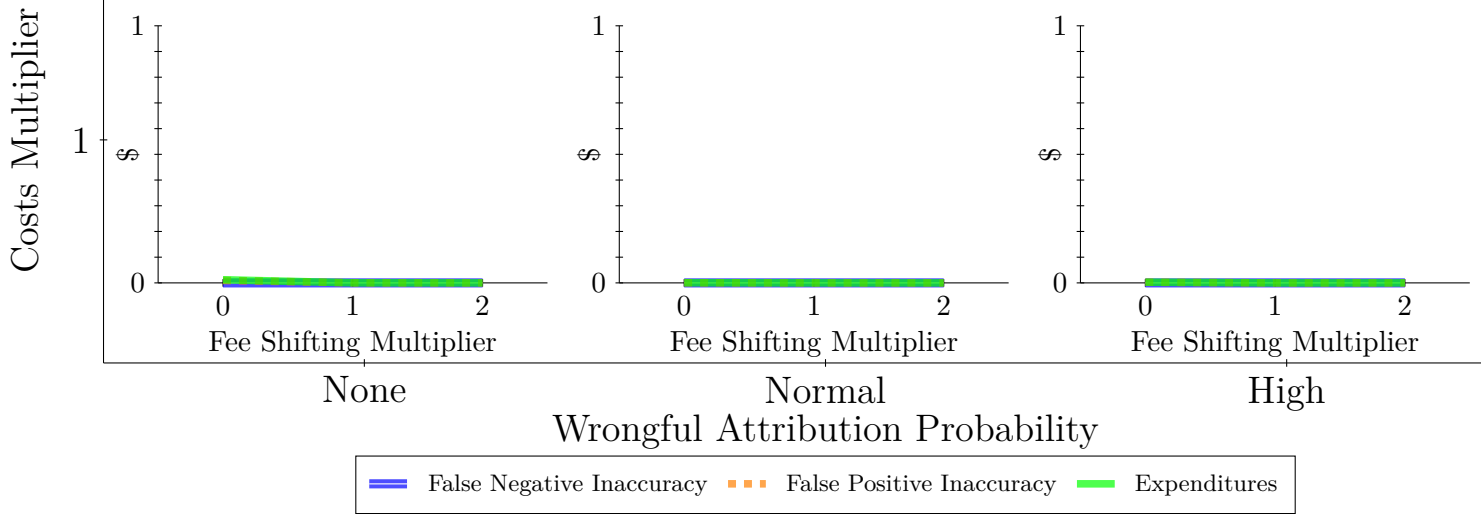 Costs Multiplier
1
1
0
$
0 1 2
Fee Shifting Multiplier
1
0
$
0 1 2
Fee Shifting Multiplier
1
0
$
0 1 2
Fee Shifting Multiplier
None Normal High
Wrongful Attribution Probability
False Negative Inaccuracy False Positive Inaccuracy Expenditures